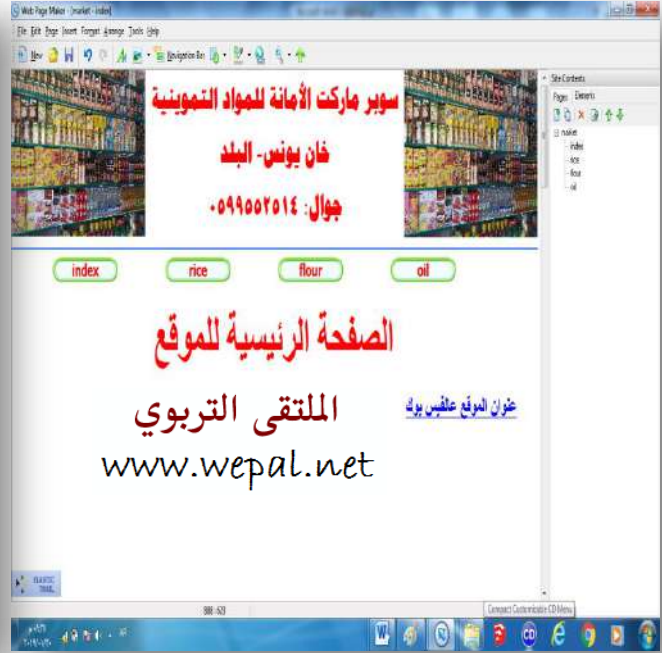 Web Page Maker - [market - index]
File Edit Page Insert Format Arrange Tools Help
New Navigation Bar
سوبر ماركت الأمانة للمواد التموينية
خان يونس- البلد
جوال: ٠٥٩٩٥٥٢٥١٤
index rice flour oil
الصفحة الرئيسية للموقع
عنوان الموقع عالفيس بوك
الملتقى التربوي
www.wepal.net
Site Contents
Pages Elements
market
index
rice
flour
oil
Compact Customizable CD Menu